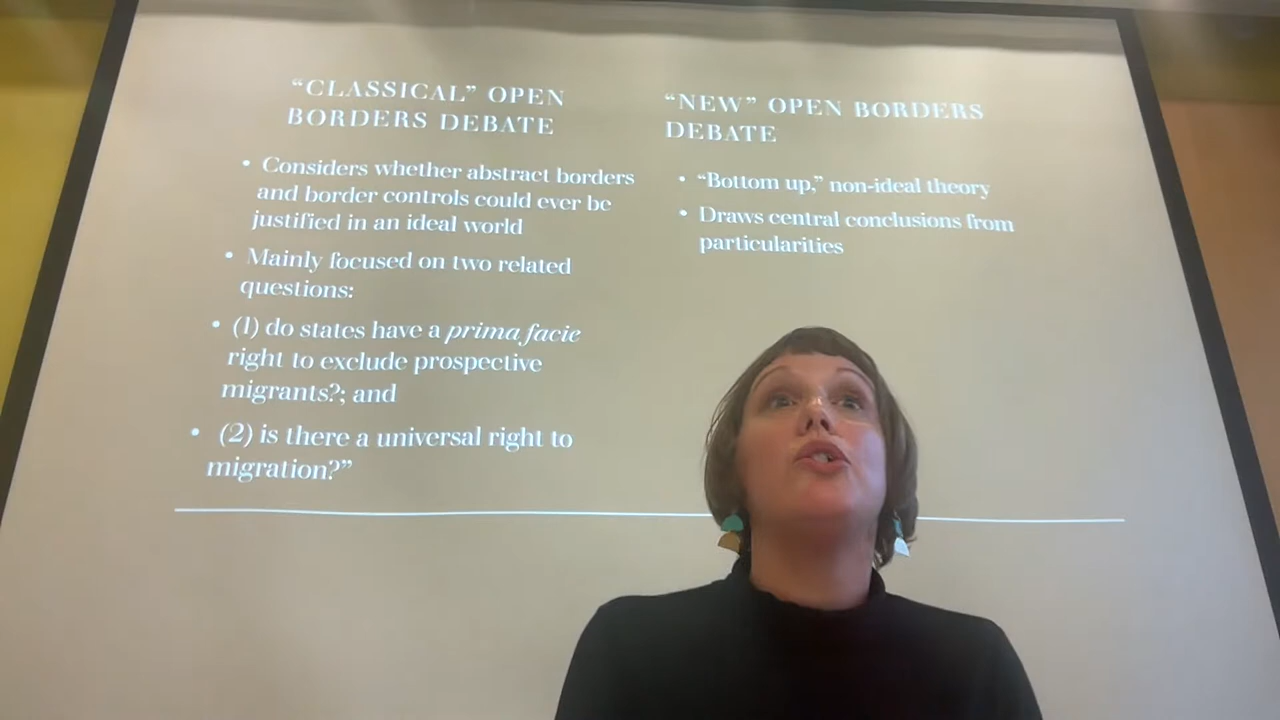 “CLASSICAL” OPEN
BORDERS DEBATE
• Considers whether abstract borders
and border controls could ever be
justified in an ideal world
• Mainly focused on two related
questions:
• (1) do states have a prima facie
right to exclude prospective
migrants?; and
• (2) is there a universal right to
migration?”
“NEW” OPEN BORDERS
DEBATE
• “Bottom up,” non-ideal theory
• Draws central conclusions from
particularities